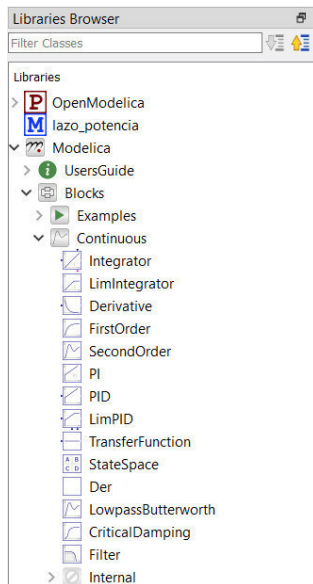 Libraries Browser
Filter Classes
Libraries
P OpenModelica
M lazo_potencia
Modelica
i UsersGuide
Blocks
Examples
Continuous
Integrator
LimIntegrator
Derivative
FirstOrder
SecondOrder
PI
PID
LimPID
TransferFunction
A B
C D
StateSpace
Der
LowpassButterworth
CriticalDamping
Filter
Internal